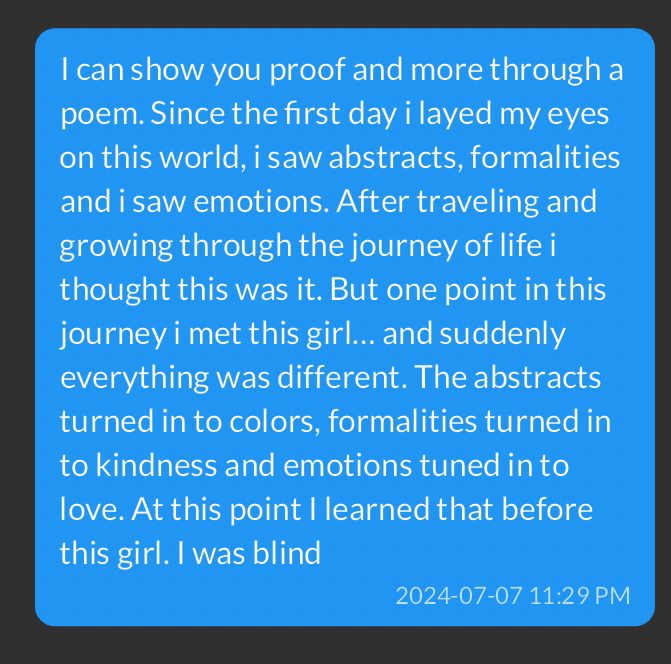 I can show you proof and more through a
poem. Since the first day i layed my eyes
on this world, i saw abstracts, formalities
and i saw emotions. After traveling and
growing through the journey of life i
thought this was it. But one point in this
journey i met this girl... and suddenly
everything was different. The abstracts
turned in to colors, formalities turned in
to kindness and emotions tuned in to
love. At this point I learned that before
this girl. I was blind
2024-07-07 11:29 PM